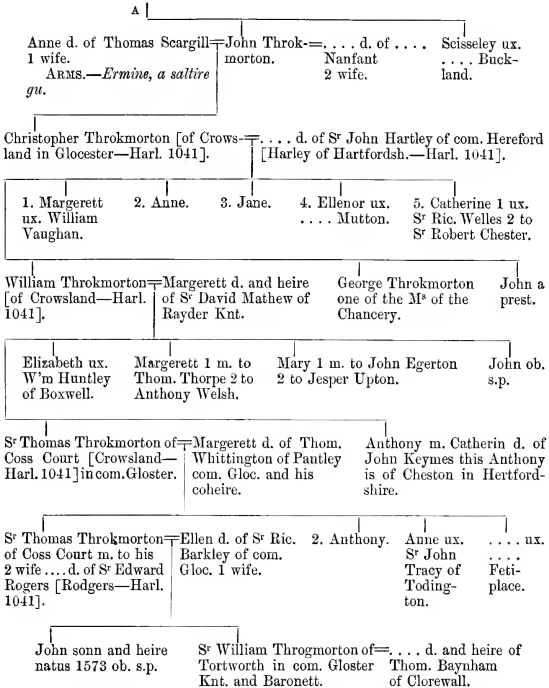 A
Anne d. of Thomas Scargill
1 wife.
ARMS.—Ermine, a saltire
gu.
John Throk-
morton.
. . . . d. of . . . .
Nanfant
2 wife.
Scisseley ux.
. . . . Buck-
land.
Christopher Throkmorton [of Crows-
land in Glocester—Harl. 1041].
. . . . d. of Sr John Hartley of com. Hereford
[Harley of Hartfordsh.—Harl. 1041].
1. Margerett
ux. William
Vaughan.
2. Anne.
3. Jane.
4. Ellenor ux.
. . . . Mutton.
5. Catherine 1 ux.
Sr Ric. Welles 2 to
Sr Robert Chester.
William Throkmorton
[of Crowsland—Harl.
1041].
Margerett d. and heire
of Sr David Mathew of
Rayder Knt.
George Throkmorton
one of the Ms of the
Chancery.
John a
prest.
Elizabeth ux.
W'm Huntley
of Boxwell.
Margerett 1 m. to
Thom. Thorpe 2 to
Anthony Welsh.
Mary 1 m. to John Egerton
2 to Jesper Upton.
John ob.
s.p.
Sr Thomas Throkmorton of
Coss Court [Crowsland—
Harl. 1041] in com. Gloster.
Margerett d. of Thom.
Whittington of Pantley
com. Gloc. and his
coheire.
Anthony m. Catherin d. of
John Keymes this Anthony
is of Cheston in Hertford-
shire.
Sr Thomas Throkmorton
of Coss Court m. to his
2 wife . . . . d. of Sr Edward
Rogers [Rodgers—Harl.
1041].
Ellen d. of Sr Ric.
Barkley of com.
Gloc. 1 wife.
2. Anthony.
Anne ux.
Sr John
Tracy of
Toding-
ton.
. . . . ux.
. . . .
Feti-
place.
John sonn and heire
natus 1573 ob. s.p.
Sr William Throgmorton of
Tortworth in com. Gloster
Knt. and Baronett.
. . . . d. and heire of
Thom. Baynham
of Clorewall.